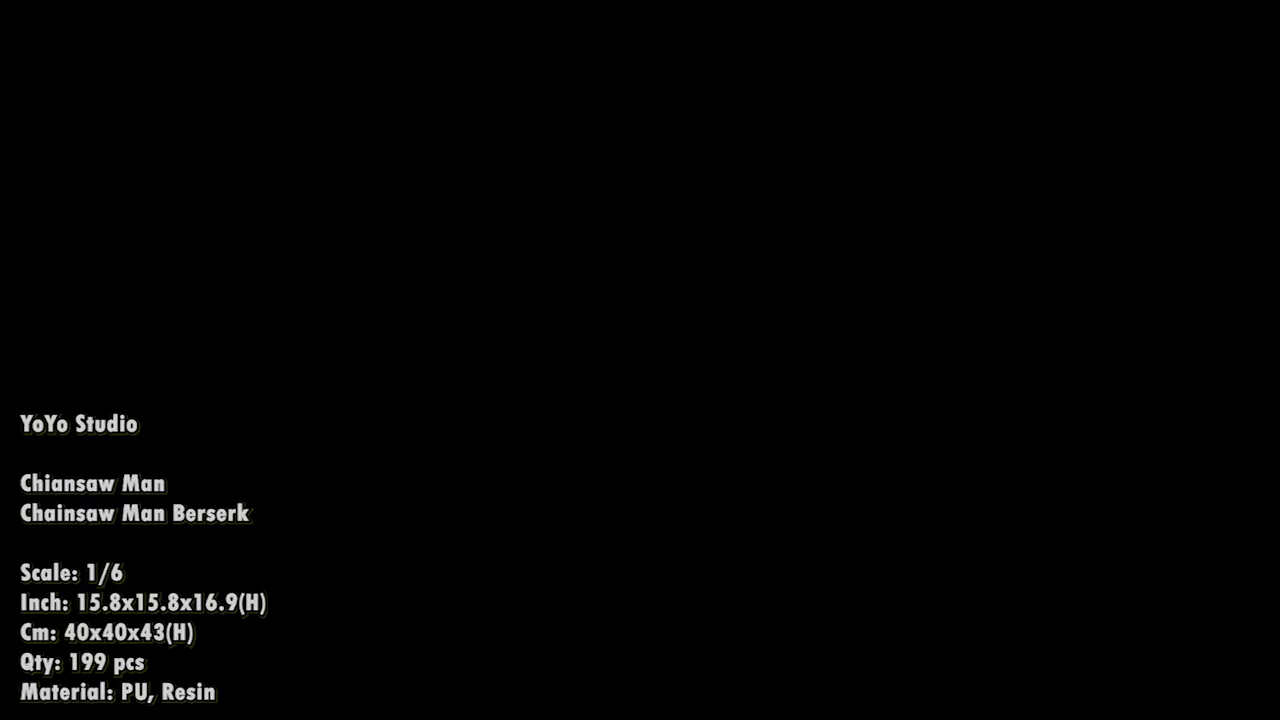 YoYo Studio
Chiansaw Man
Chainsaw Man Berserk
Scale: 1/6
Inch: 15.8x15.8x16.9(H)
Cm: 40x40x43(H)
Qty: 199 pcs
Material: PU, Resin